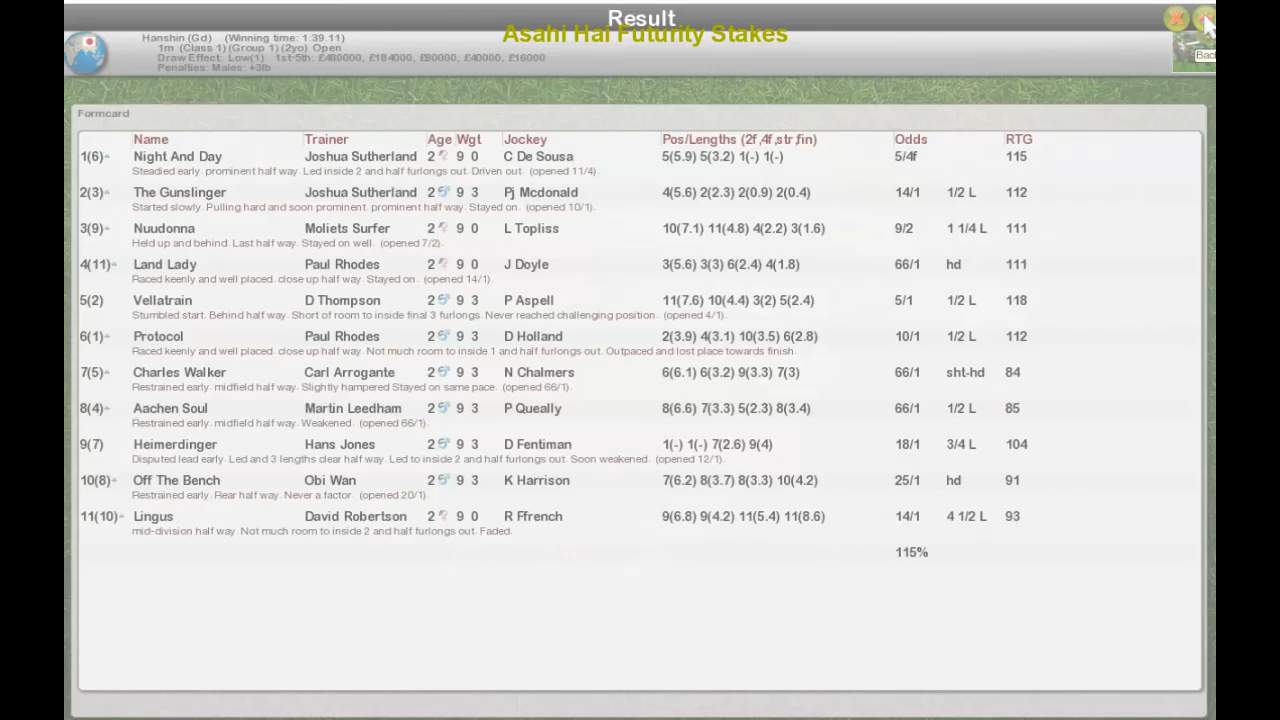 Result
Asahi Hai Futurity Stakes
Hanshin (Gd) (Winning time: 1:39.11)
1m (Class 1) (Group 1) (2yo) Open
Draw Effect: Low(1) 1st-5th: £480000, £184000, £80000, £40000, £16000
Penalties: Males: +3lb
Back
Formcard
Name Trainer Age Wgt Jockey Pos/Lengths (2f,4f,str,fin) Odds RTG
1(6) Night And Day Joshua Sutherland 2 9 0 C De Sousa 5(5.9) 5(3.2) 1(-) 1(-) 5/4f 115
Steadied early. prominent half way. Led inside 2 and half furlongs out. Driven out. (opened 11/4).
2(3) The Gunslinger Joshua Sutherland 2 9 3 Pj Mcdonald 4(5.6) 2(2.3) 2(0.9) 2(0.4) 14/1 1/2 L 112
Started slowly. Pulling hard and soon prominent. prominent half way. Stayed on. (opened 10/1).
3(9) Nuudonna Moliets Surfer 2 9 0 L Topliss 10(7.1) 11(4.8) 4(2.2) 3(1.6) 9/2 1 1/4 L 111
Held up and behind. Last half way. Stayed on well. (opened 7/2).
4(11) Land Lady Paul Rhodes 2 9 0 J Doyle 3(5.6) 3(3) 6(2.4) 4(1.8) 66/1 hd 111
Raced keenly and well placed. close up half way. Stayed on. (opened 14/1).
5(2) Vellatrain D Thompson 2 9 3 P Aspell 11(7.6) 10(4.4) 3(2) 5(2.4) 5/1 1/2 L 118
Stumbled start. Behind half way. Short of room to inside final 3 furlongs. Never reached challenging position. (opened 4/1).
6(1) Protocol Paul Rhodes 2 9 3 D Holland 2(3.9) 4(3.1) 10(3.5) 6(2.8) 10/1 1/2 L 112
Raced keenly and well placed. close up half way. Not much room to inside 1 and half furlongs out. Outpaced and lost place towards finish.
7(5) Charles Walker Carl Arrogante 2 9 3 N Chalmers 6(6.1) 6(3.2) 9(3.3) 7(3) 66/1 sht-hd 84
Restrained early. midfield half way. Slightly hampered Stayed on same pace. (opened 66/1).
8(4) Aachen Soul Martin Leedham 2 9 3 P Queally 8(6.6) 7(3.3) 5(2.3) 8(3.4) 66/1 1/2 L 85
Restrained early. midfield half way. Weakened. (opened 66/1).
9(7) Heimerdinger Hans Jones 2 9 3 D Fentiman 1(-) 1(-) 7(2.6) 9(4) 18/1 3/4 L 104
Disputed lead early. Led and 3 lengths clear half way. Led to inside 2 and half furlongs out. Soon weakened. (opened 12/1).
10(8) Off The Bench Obi Wan 2 9 3 K Harrison 7(6.2) 8(3.7) 8(3.3) 10(4.2) 25/1 hd 91
Restrained early. Rear half way. Never a factor. (opened 20/1).
11(10) Lingus David Robertson 2 9 0 R Ffrench 9(6.8) 9(4.2) 11(5.4) 11(8.6) 14/1 4 1/2 L 93
mid-division half way. Not much room to inside 2 and half furlongs out. Faded.
115%